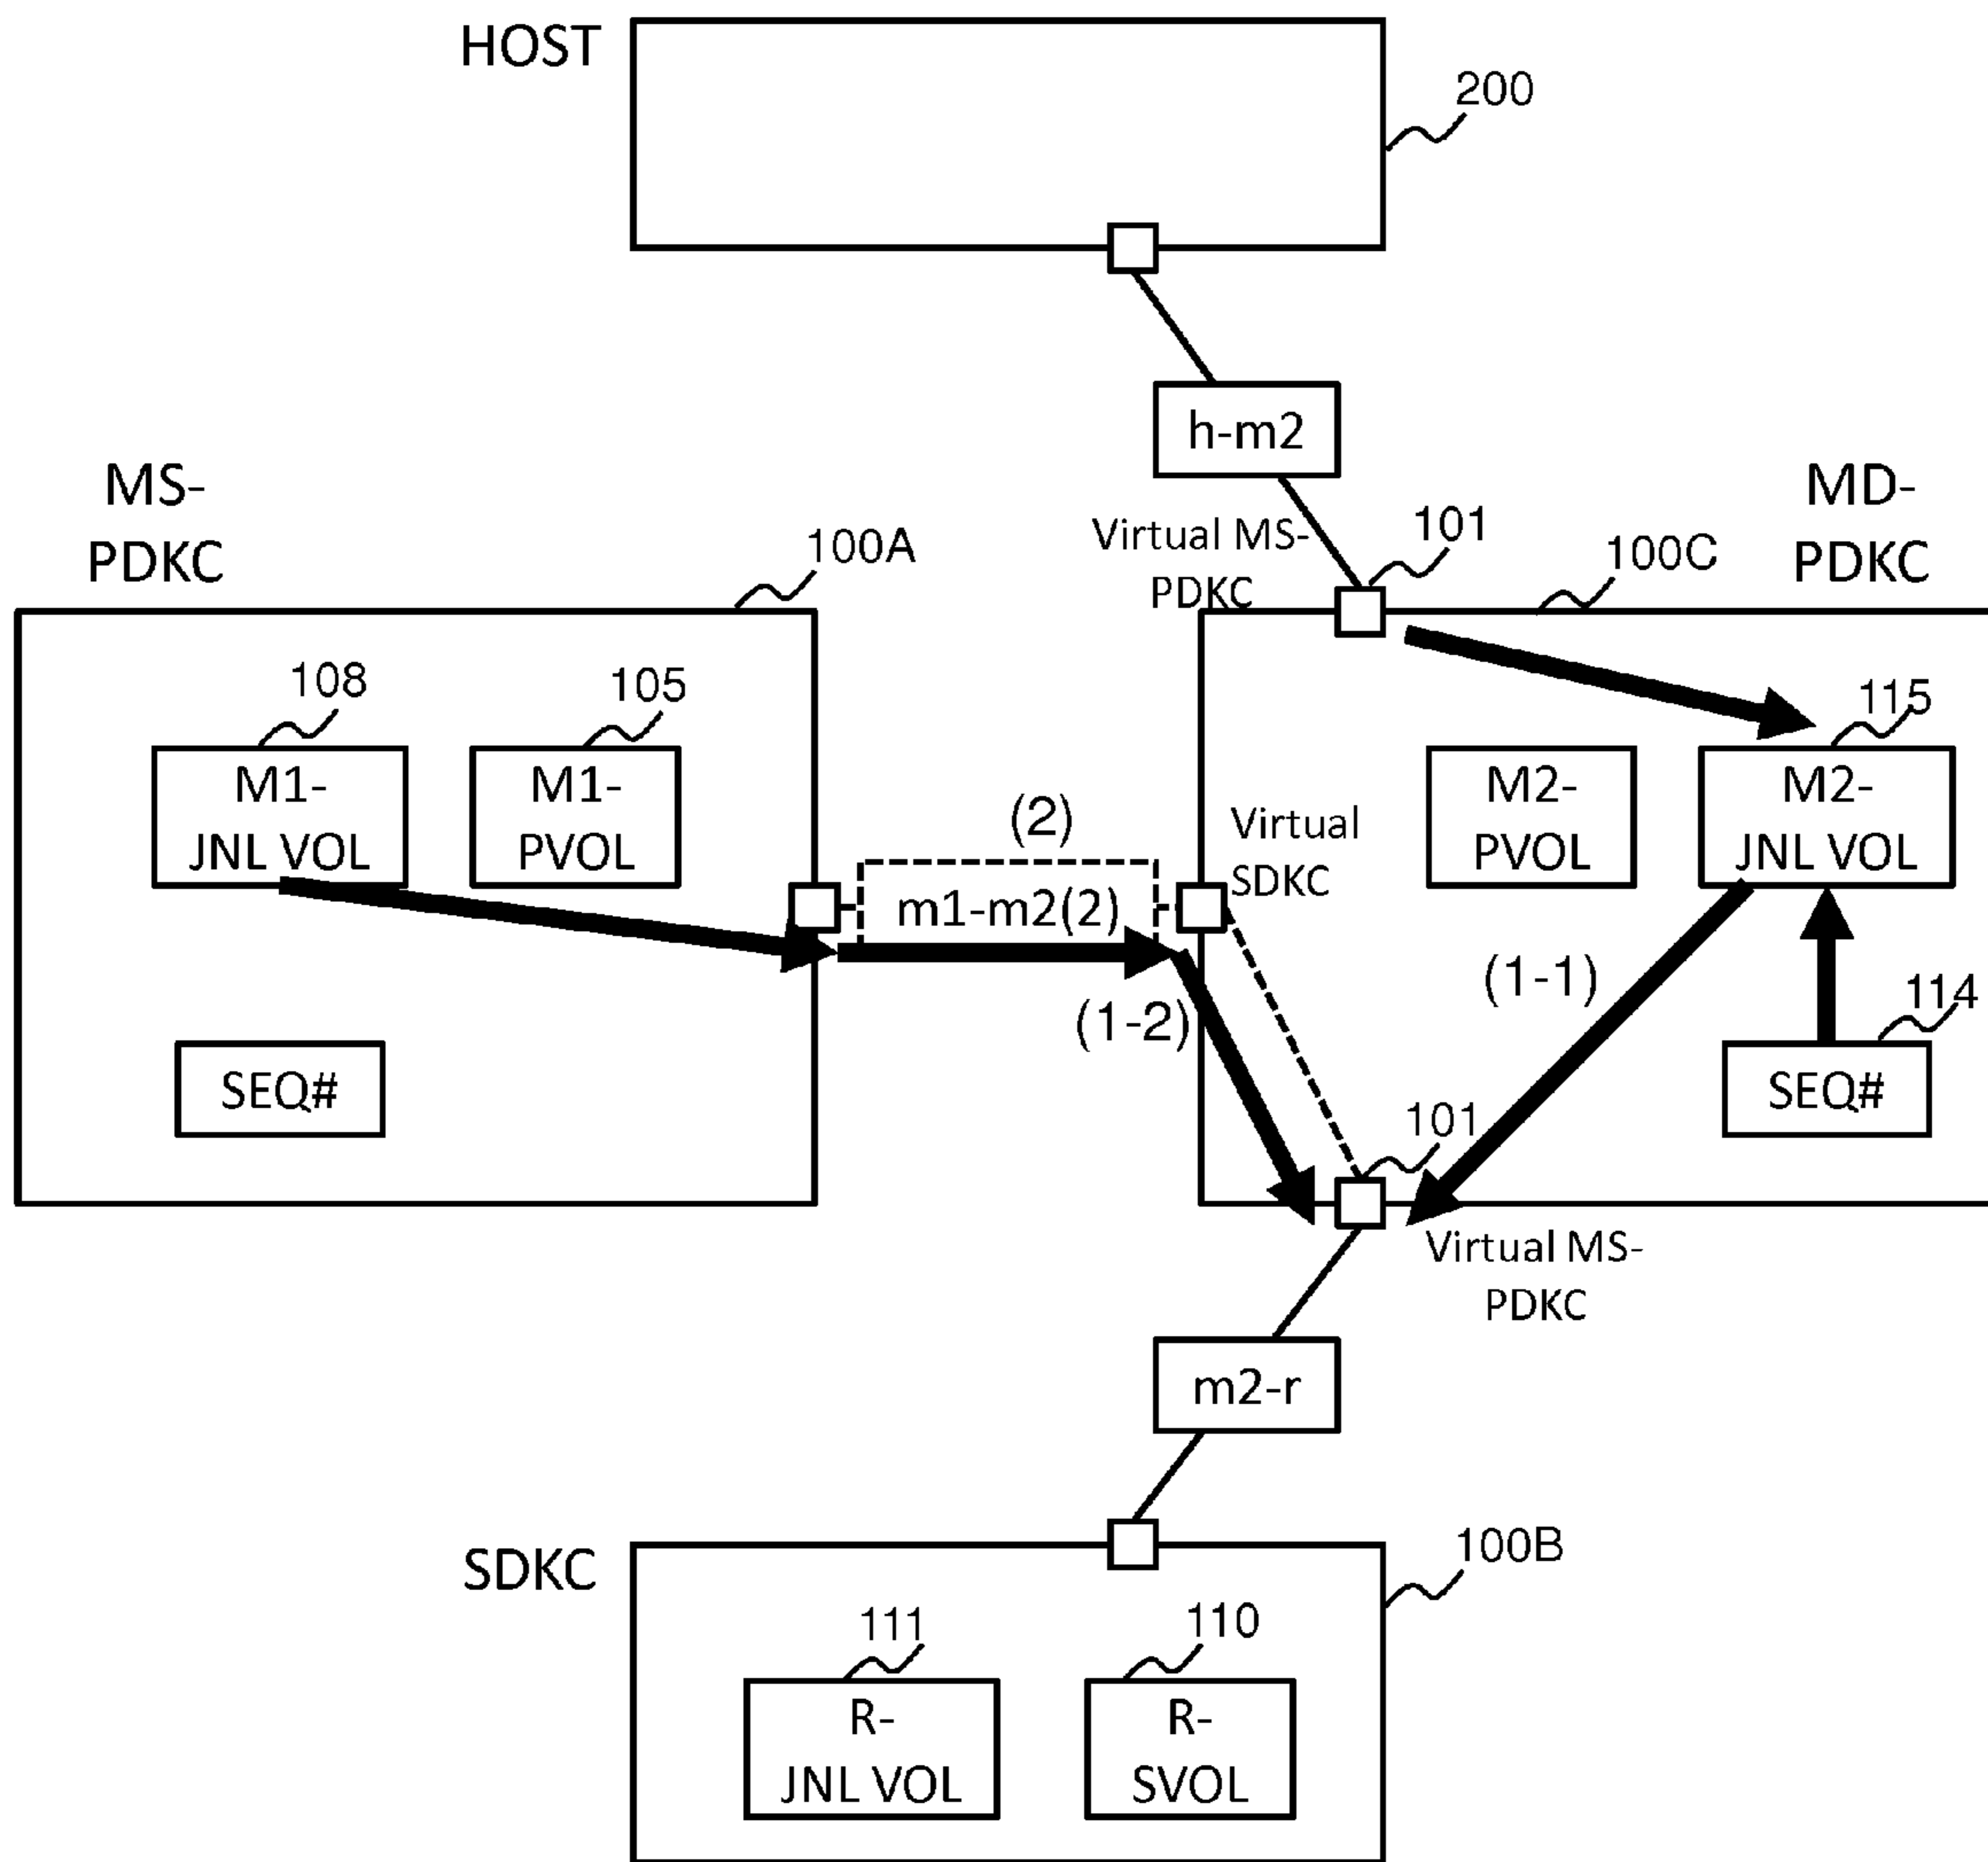 HOST
200
h-m2
MS-
PDKC
100A
Virtual MS-
PDKC
101
100C
MD-
PDKC
108
105
115
M1-
JNL VOL
M1-
PVOL
M2-
PVOL
M2-
JNL VOL
(2)
m1-m2(2)
Virtual
SDKC
(1-2)
(1-1)
114
SEQ#
SEQ#
101
Virtual MS-
PDKC
m2-r
SDKC
100B
111
110
R-
JNL VOL
R-
SVOL